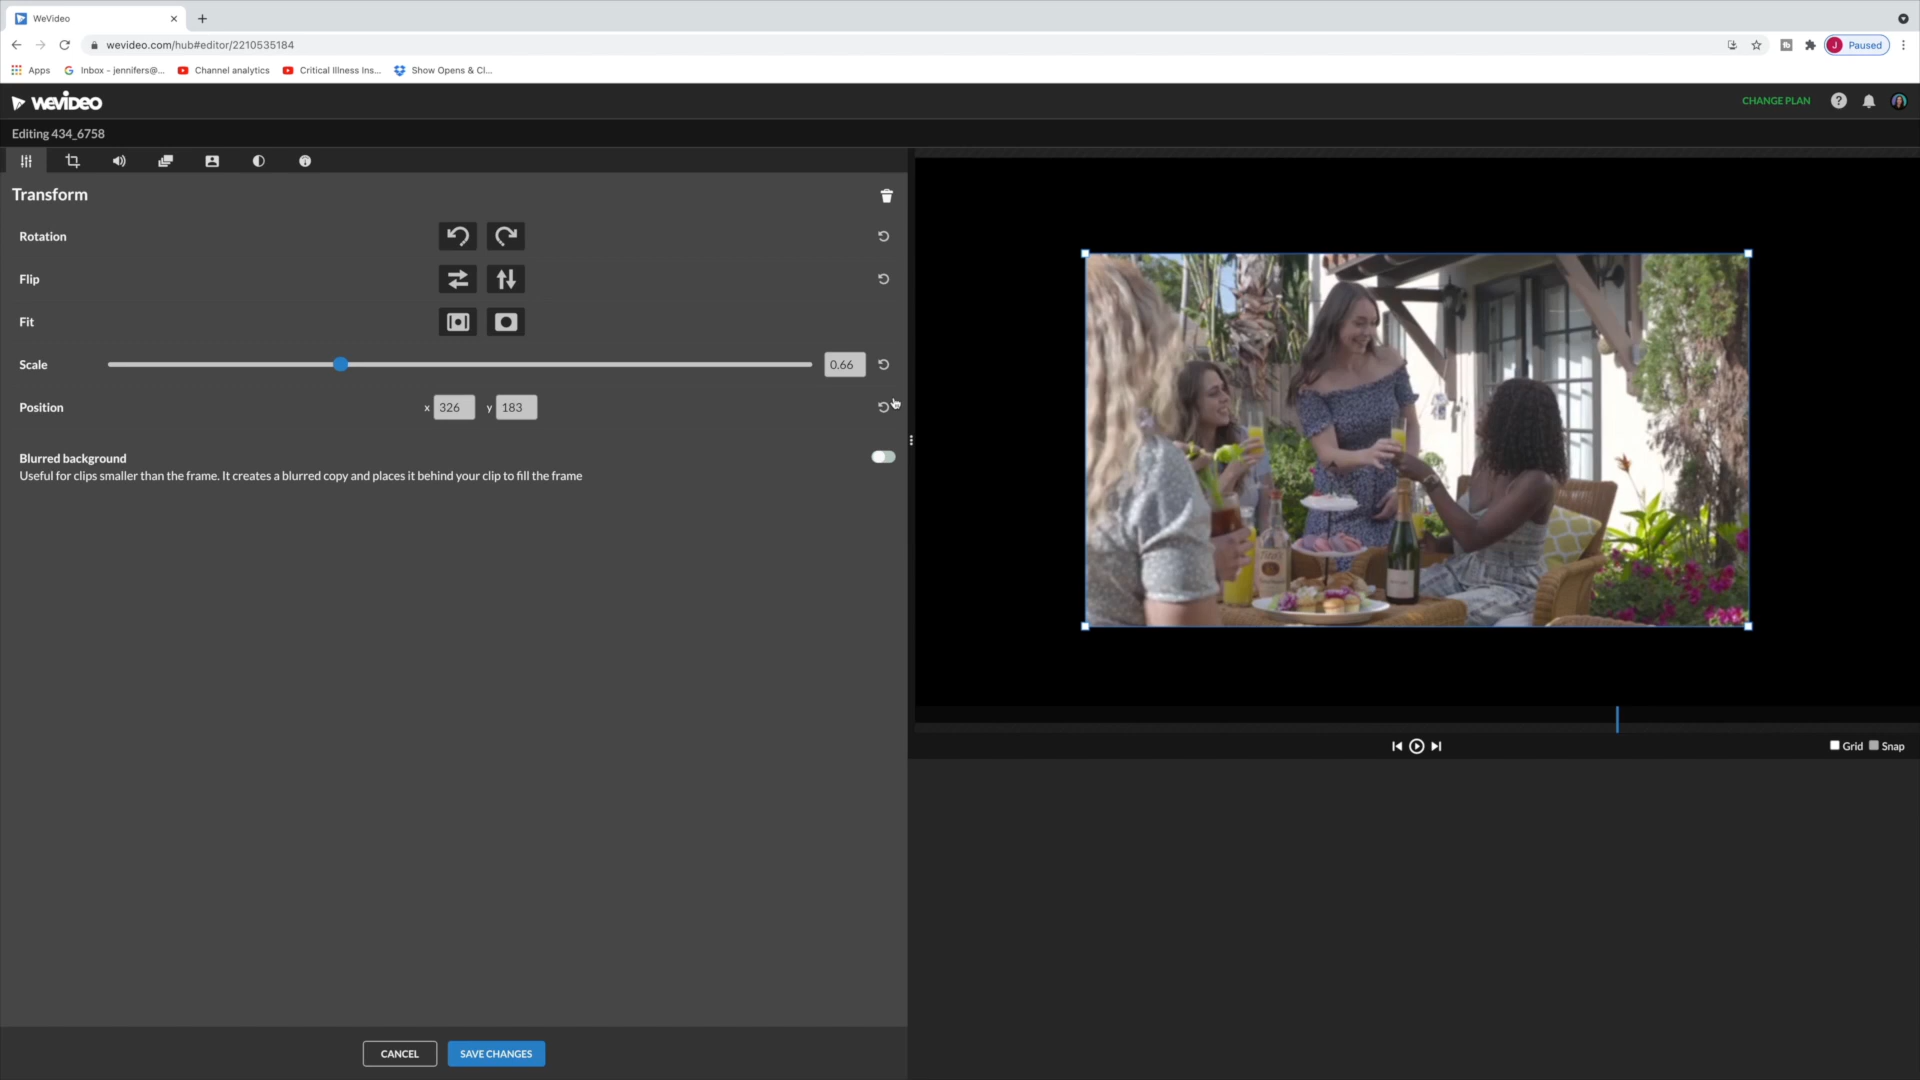 WeVideo
wevideo.com/hub#editor/2210535184
J Paused
Apps
Inbox - jennifers@...
Channel analytics
Critical Illness Ins...
Show Opens & Cl...
WEVIDEO
CHANGE PLAN
Editing 434_6758
Transform
Rotation
Flip
Fit
Scale
0.66
Position
x 326 y 183
Blurred background
Useful for clips smaller than the frame. It creates a blurred copy and places it behind your clip to fill the frame
Grid Snap
CANCEL
SAVE CHANGES